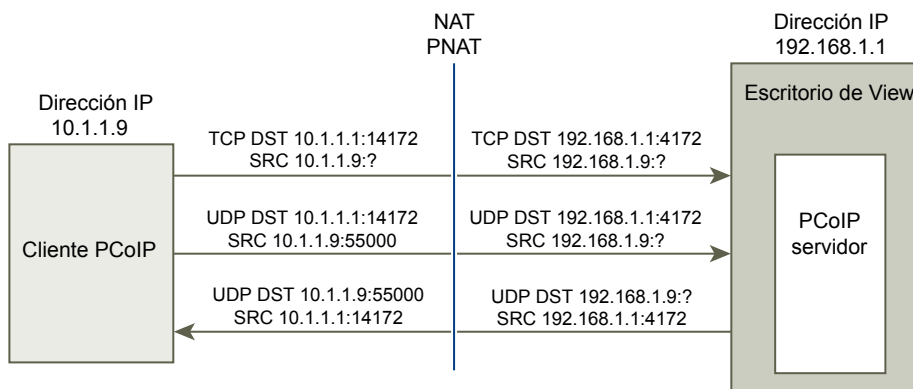 NAT
PNAT
Dirección IP
192.168.1.1
Escritorio de View
Dirección IP
10.1.1.9
TCP DST 10.1.1.1:14172
SRC 10.1.1.9:?
TCP DST 192.168.1.1:4172
SRC 192.168.1.9:?
Cliente PCoIP
UDP DST 10.1.1.1:14172
SRC 10.1.1.9:55000
UDP DST 192.168.1.1:4172
SRC 192.168.1.9:?
PCoIP
servidor
UDP DST 10.1.1.9:55000
SRC 10.1.1.1:14172
UDP DST 192.168.1.9:?
SRC 192.168.1.1:4172